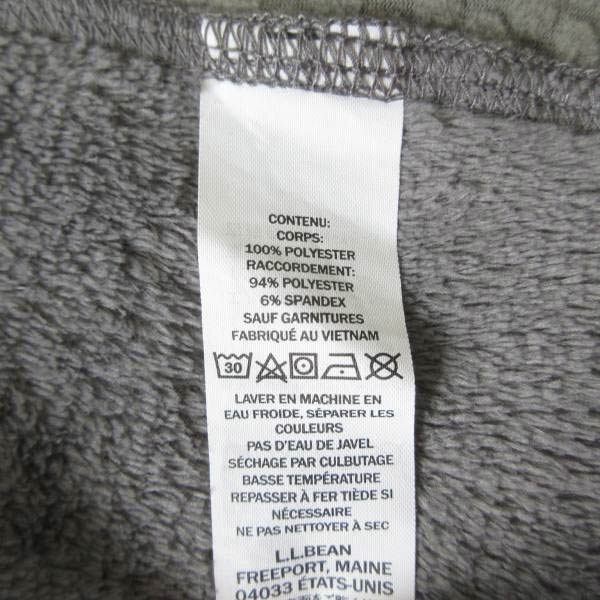 CONTENU:
CORPS:
100% POLYESTER
RACCORDEMENT:
94% POLYESTER
6% SPANDEX
SAUF GARNITURES
FABRIQUÉ AU VIETNAM
30
LAVER EN MACHINE EN
EAU FROIDE, SÉPARER LES
COULEURS
PAS D'EAU DE JAVEL
SÉCHAGE PAR CULBUTAGE
BASSE TEMPÉRATURE
REPASSER À FER TIÈDE SI
NÉCESSAIRE
NE PAS NETTOYER À SEC
L.L.BEAN
FREEPORT, MAINE
04033 ÉTATS-UNIS